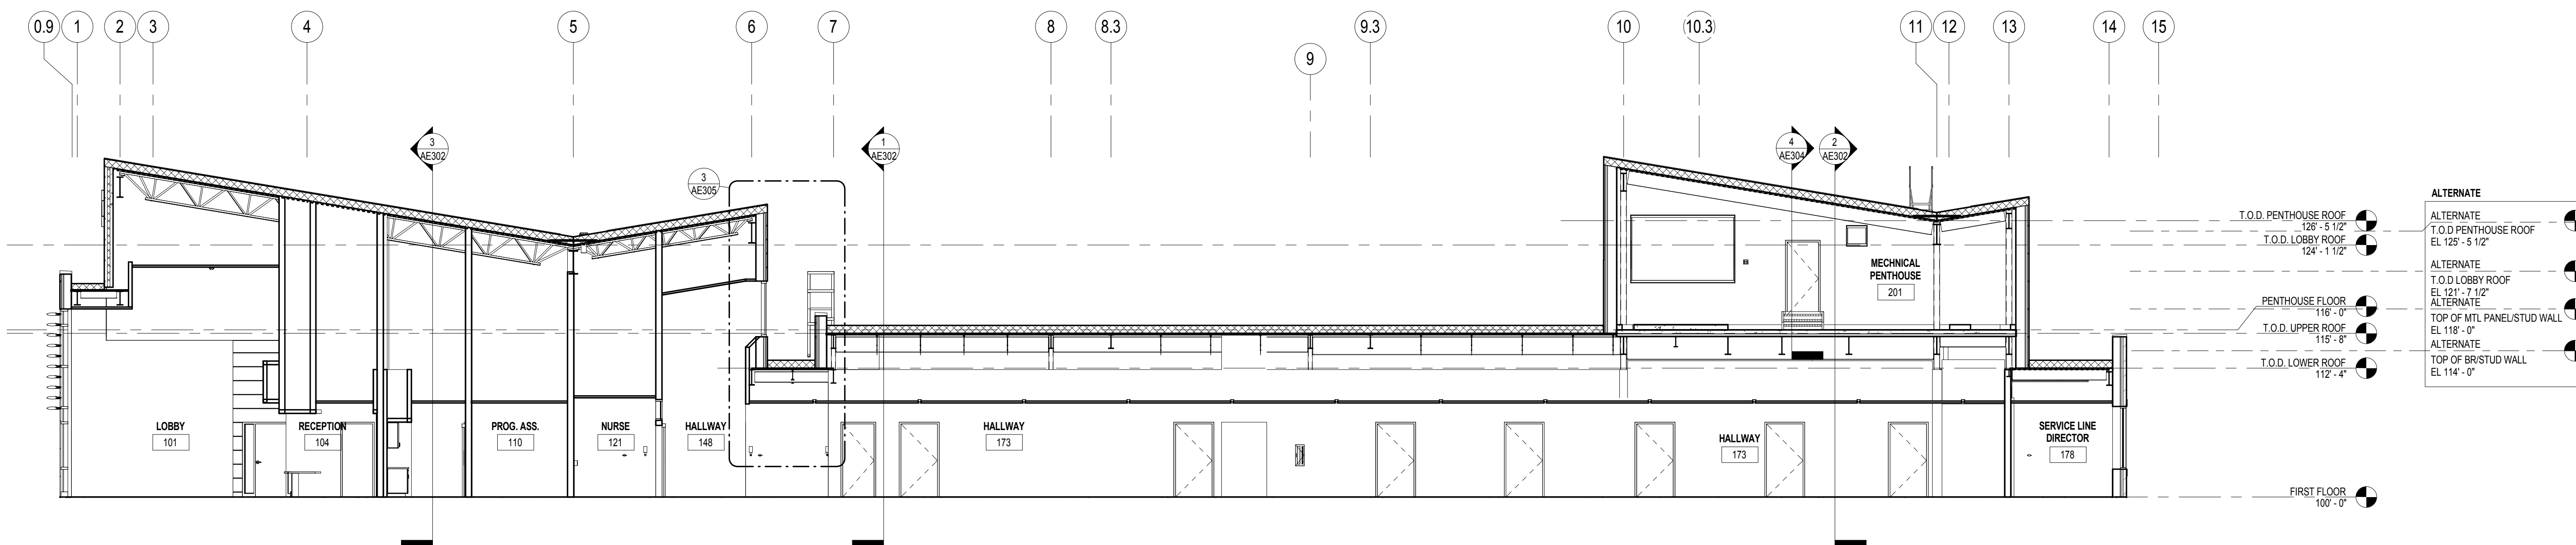 0.9
1
2
3
4
5
6
7
8
8.3
9
9.3
10
10.3
11
12
13
14
15
3
AE302
1
AE302
3
AE305
4
AE304
2
AE302
MECHNICAL
PENTHOUSE
201
LOBBY
101
RECEPTION
104
PROG. ASS.
110
NURSE
121
HALLWAY
148
HALLWAY
173
HALLWAY
173
SERVICE LINE
DIRECTOR
178
T.O.D. PENTHOUSE ROOF
126' - 5 1/2"
T.O.D. LOBBY ROOF
124' - 1 1/2"
PENTHOUSE FLOOR
116' - 0"
T.O.D. UPPER ROOF
115' - 8"
T.O.D. LOWER ROOF
112' - 4"
FIRST FLOOR
100' - 0"
ALTERNATE
ALTERNATE
T.O.D PENTHOUSE ROOF
EL 125' - 5 1/2"
ALTERNATE
T.O.D LOBBY ROOF
EL 121' - 7 1/2"
ALTERNATE
TOP OF MTL PANEL/STUD WALL
EL 118' - 0"
ALTERNATE
TOP OF BR/STUD WALL
EL 114' - 0"